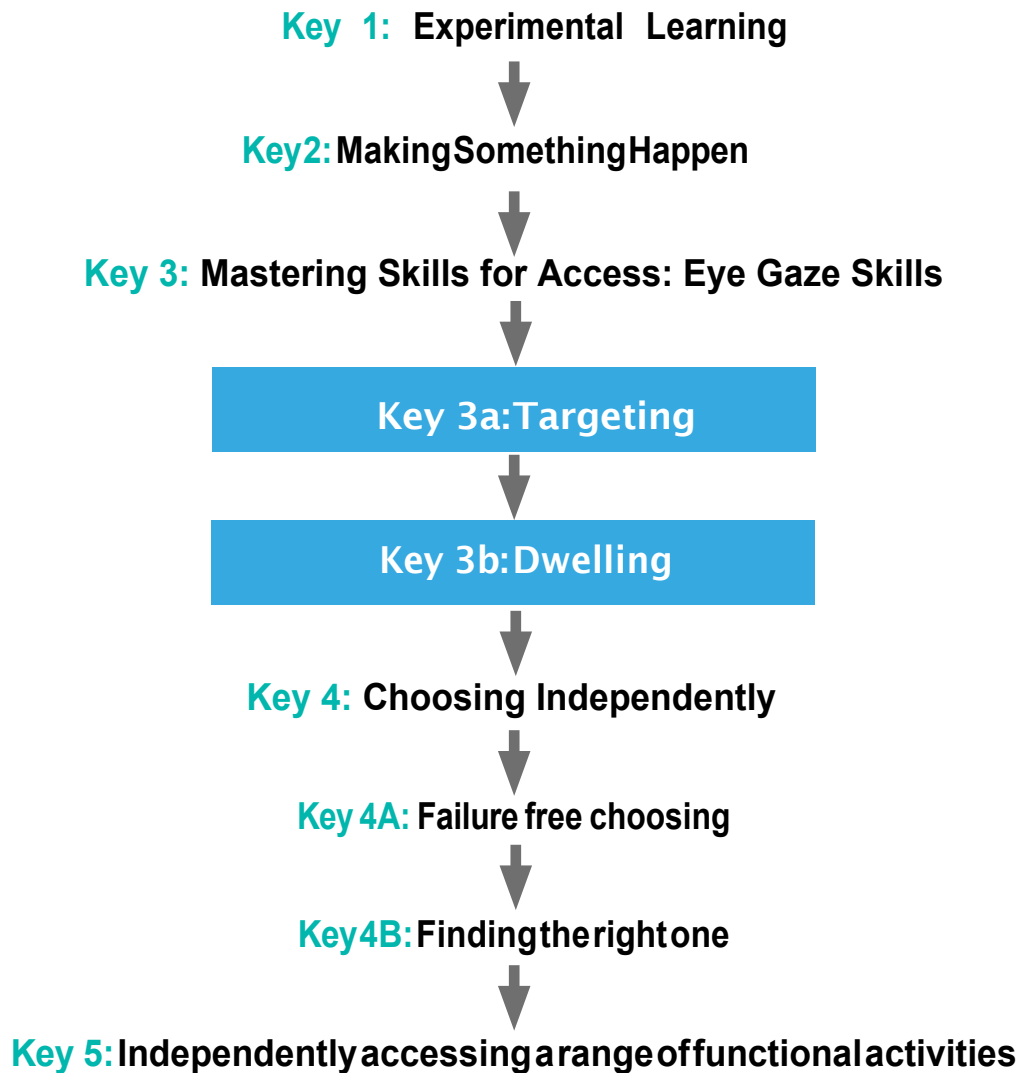 Key 1: Experimental Learning
Key2: MakingSomethingHappen
Key 3: Mastering Skills for Access: Eye Gaze Skills
Key 3a:Targeting
Key 3b:Dwelling
Key 4: Choosing Independently
Key 4A: Failure free choosing
Key4B: Findingtherightone
Key 5: Independentlyaccessingarangeoffunctionalactivities